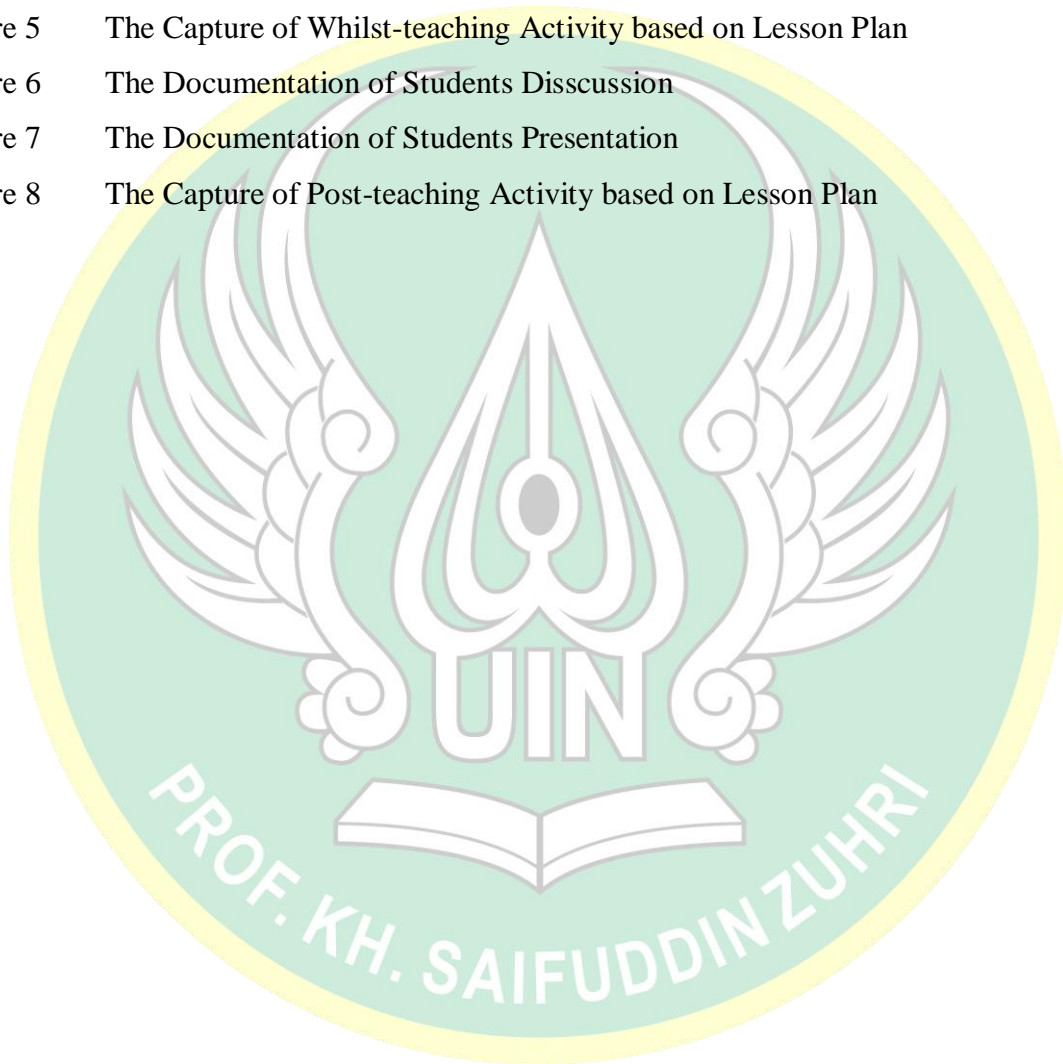 re 5 The Capture of Whilst-teaching Activity based on Lesson Plan
re 6 The Documentation of Students Disscussion
re 7 The Documentation of Students Presentation
re 8 The Capture of Post-teaching Activity based on Lesson Plan
UIN
PROF. KH. SAIFUDDIN ZUHRI